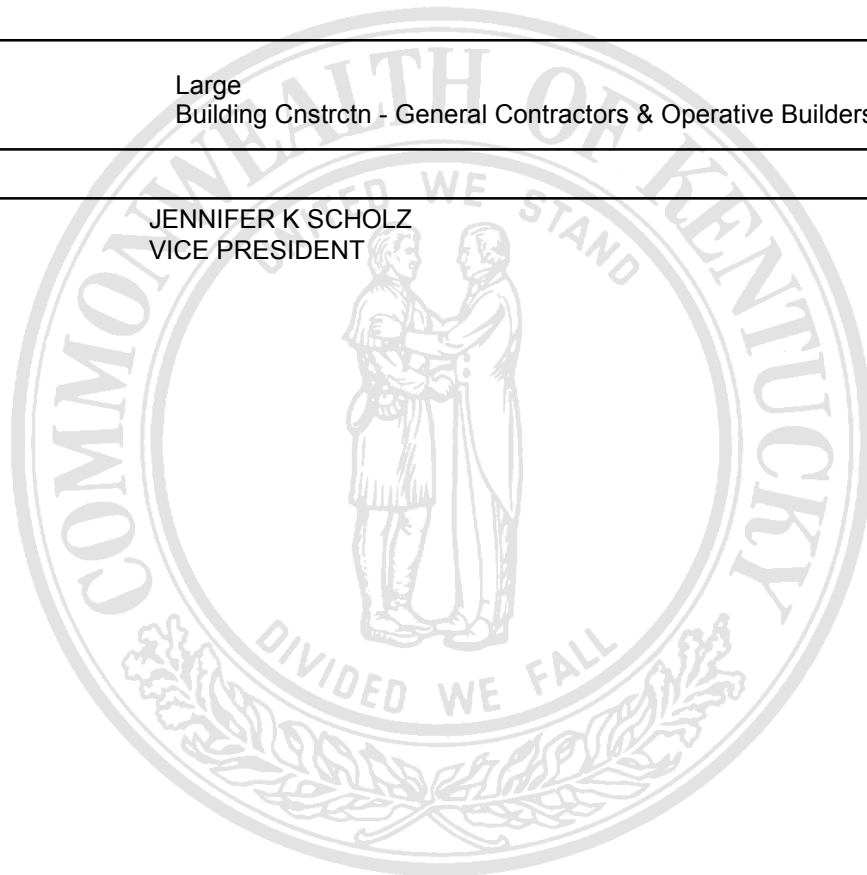 Large
Building Cnstrctn - General Contractors & Operative Builders
JENNIFER K SCHOLZ
VICE PRESIDENT
COMMONWEALTH OF KENTUCKY
UNITED WE STAND
DIVIDED WE FALL